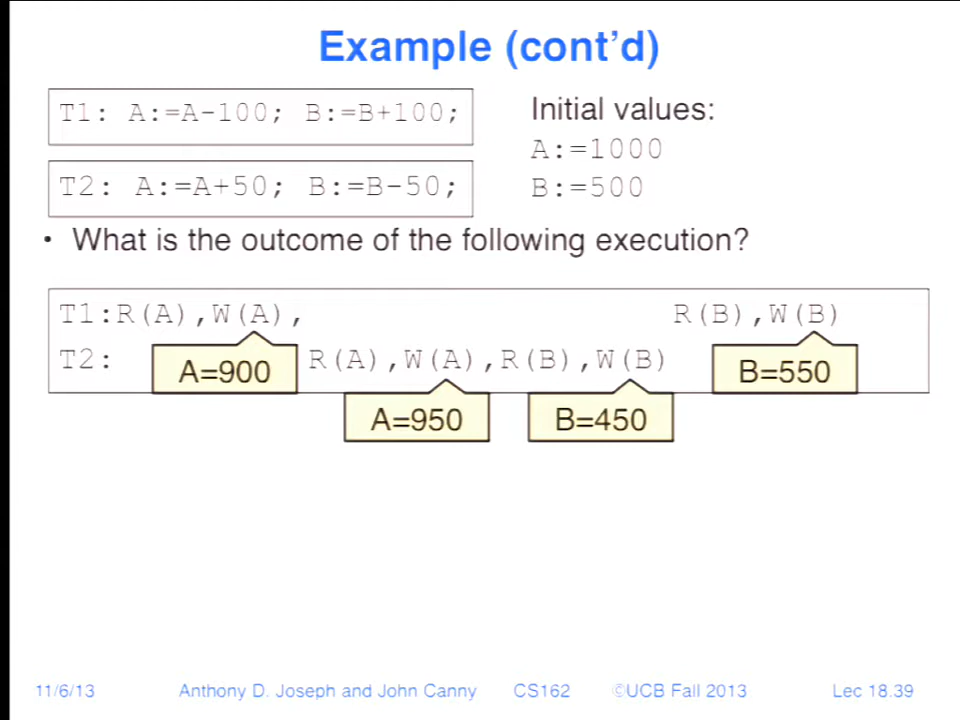 Example (cont'd)
T1: A:=A-100; B:=B+100;
T2: A:=A+50; B:=B-50;
Initial values:
A:=1000
B:=500
• What is the outcome of the following execution?
T1:R(A),W(A), R(B),W(B)
T2: R(A),W(A),R(B),W(B)
A=900 B=550
A=950 B=450
11/6/13 Anthony D. Joseph and John Canny CS162 ©UCB Fall 2013 Lec 18.39